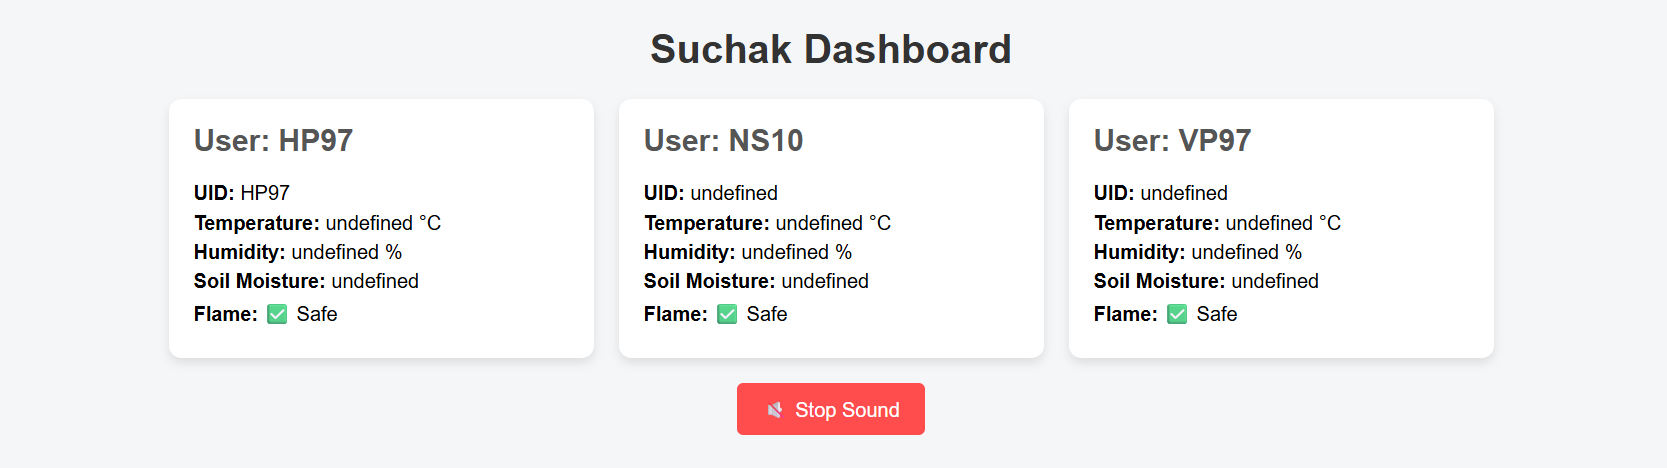 Suchak Dashboard
User: HP97
UID: HP97
Temperature: undefined °C
Humidity: undefined %
Soil Moisture: undefined
Flame: ✅ Safe
User: NS10
UID: undefined
Temperature: undefined °C
Humidity: undefined %
Soil Moisture: undefined
Flame: ✅ Safe
User: VP97
UID: undefined
Temperature: undefined °C
Humidity: undefined %
Soil Moisture: undefined
Flame: ✅ Safe
🔇 Stop Sound